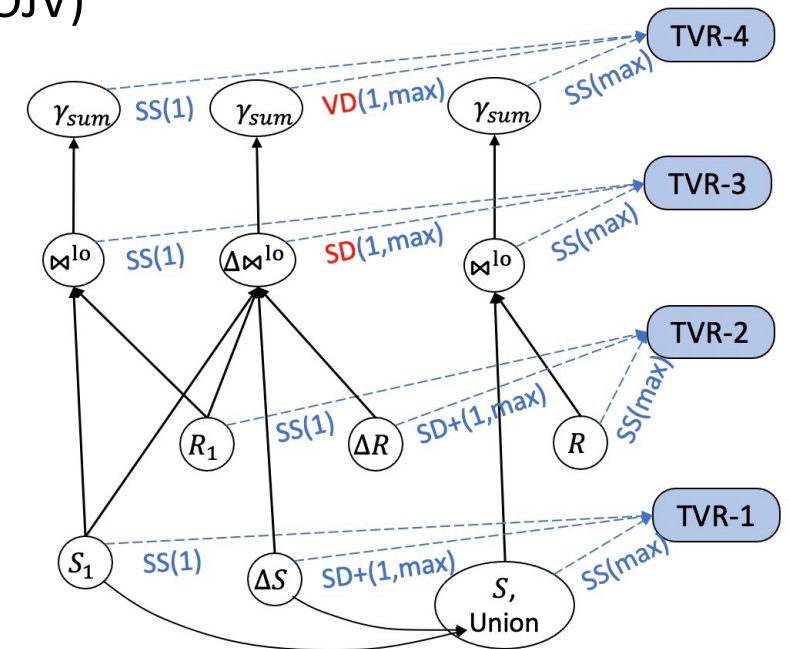 OJV)
TVR-4
γsum
SS(1)
γsum
VD(1,max)
γsum
SS(max)
TVR-3
⋈lo
SS(1)
Δ⋈lo
SD(1,max)
⋈lo
SS(max)
TVR-2
R1
SS(1)
ΔR
SD+(1,max)
R
SS(max)
TVR-1
S1
SS(1)
ΔS
SD+(1,max)
S,
Union
SS(max)